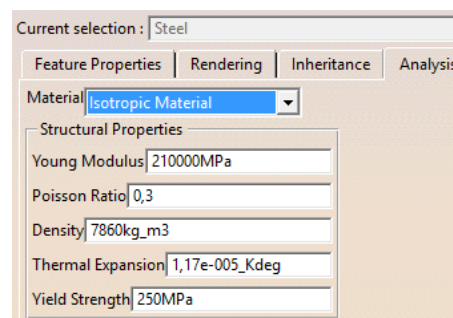 Current selection : Steel
Feature Properties Rendering Inheritance Analysis
Material Isotropic Material
Structural Properties
Young Modulus 210000MPa
Poisson Ratio 0,3
Density 7860kg_m3
Thermal Expansion 1,17e-005_Kdeg
Yield Strength 250MPa